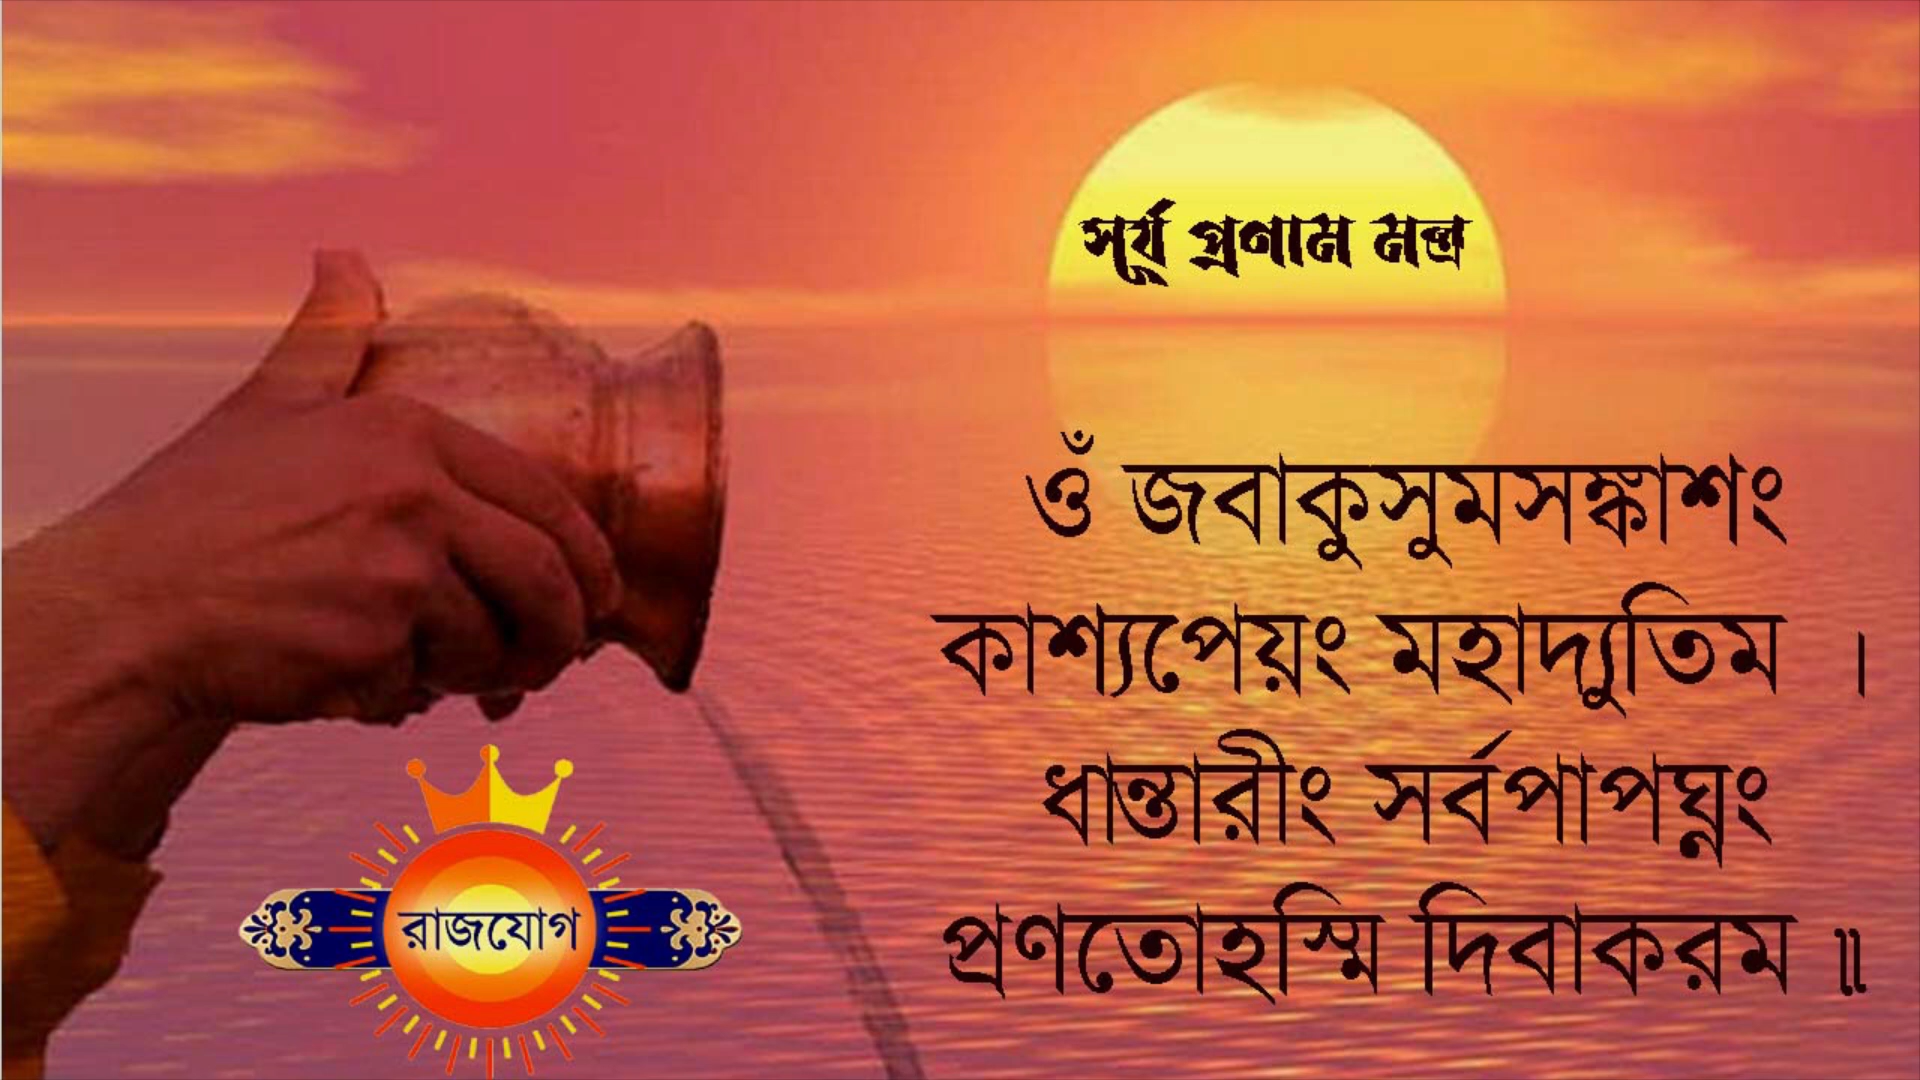 সূর্য প্রণাম মন্ত্র
ওঁ জবাকুসুমসঙ্কাশং
কাশ্যপেয়ং মহাদ্যুতিম ।
ধান্তারীং সর্বপাপঘ্নং
প্রণতোহস্মি দিবাকরম ॥
রাজযোগ